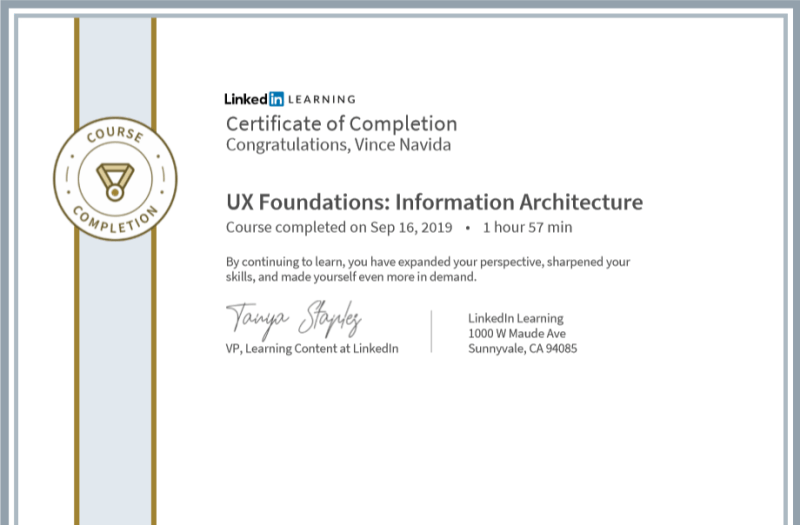 COURSE
COMPLETION
Linked in LEARNING
Certificate of Completion
Congratulations, Vince Navida
UX Foundations: Information Architecture
Course completed on Sep 16, 2019 • 1 hour 57 min
By continuing to learn, you have expanded your perspective, sharpened your
skills, and made yourself even more in demand.
Tanya Staples
VP, Learning Content at LinkedIn
LinkedIn Learning
1000 W Maude Ave
Sunnyvale, CA 94085